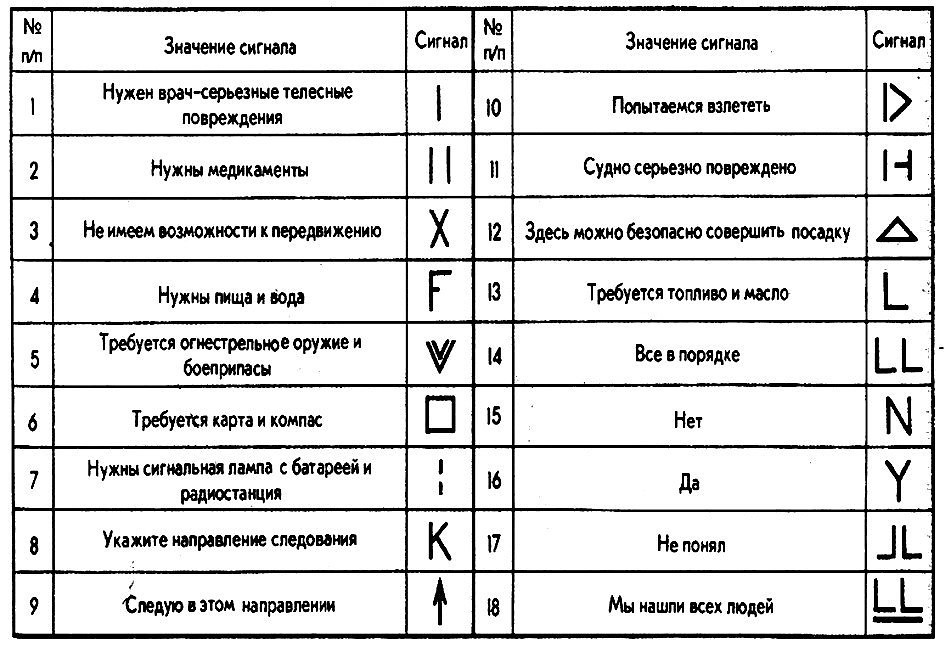 № п/п Значение сигнала Сигнал № п/п Значение сигнала Сигнал
1 Нужен врач-серьезные телесные
повреждения
10 Попытаемся взлететь
2 Нужны медикаменты
11 Судно серьезно повреждено
3 Не имеем возможности к передвижению X
12 Здесь можно безопасно совершить посадку
4 Нужны пища и вода F
13 Требуется топливо и масло L
5 Требуется огнестрельное оружие и
боеприпасы
14 Все в порядке LL
6 Требуется карта и компас
15 Нет N
7 Нужны сигнальная лампа с батареей и
радиостанция
16 Да Y
8 Укажите направление следования K
17 Не понял
9 Следую в этом направлении
18 Мы нашли всех людей LL